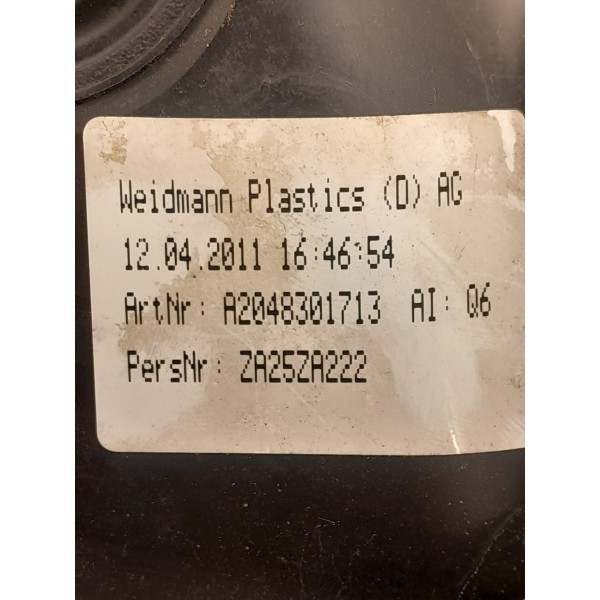 Weidmann Plastics (D) AG
12.04.2011 16:46:54
ArtNr: A2048301713 AI: Q6
PersNr: ZA25ZA222